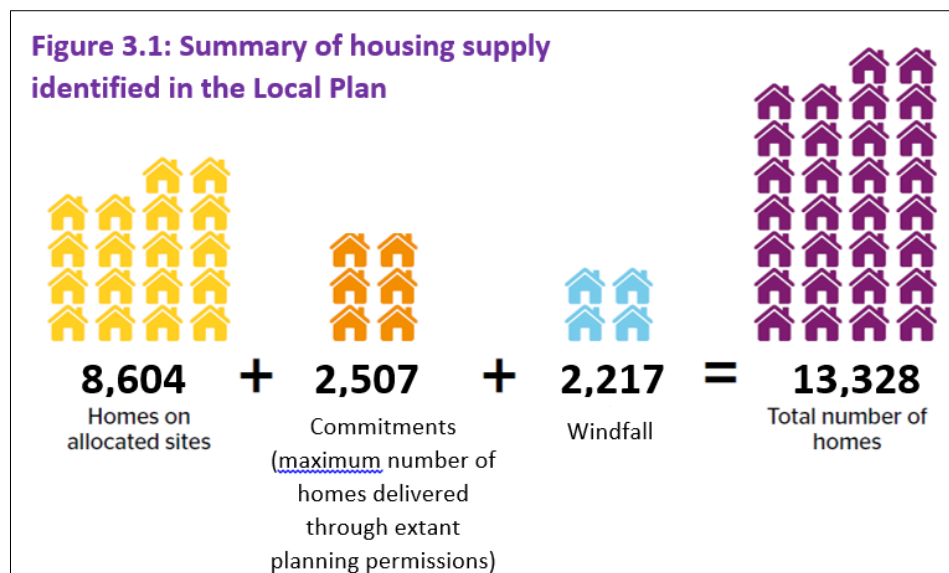 Figure 3.1: Summary of housing supply
identified in the Local Plan
8,604 + 2,507 + 2,217 = 13,328
Homes on
allocated sites
Commitments
(maximum number of
homes delivered
through extant
planning permissions)
Windfall
Total number of
homes